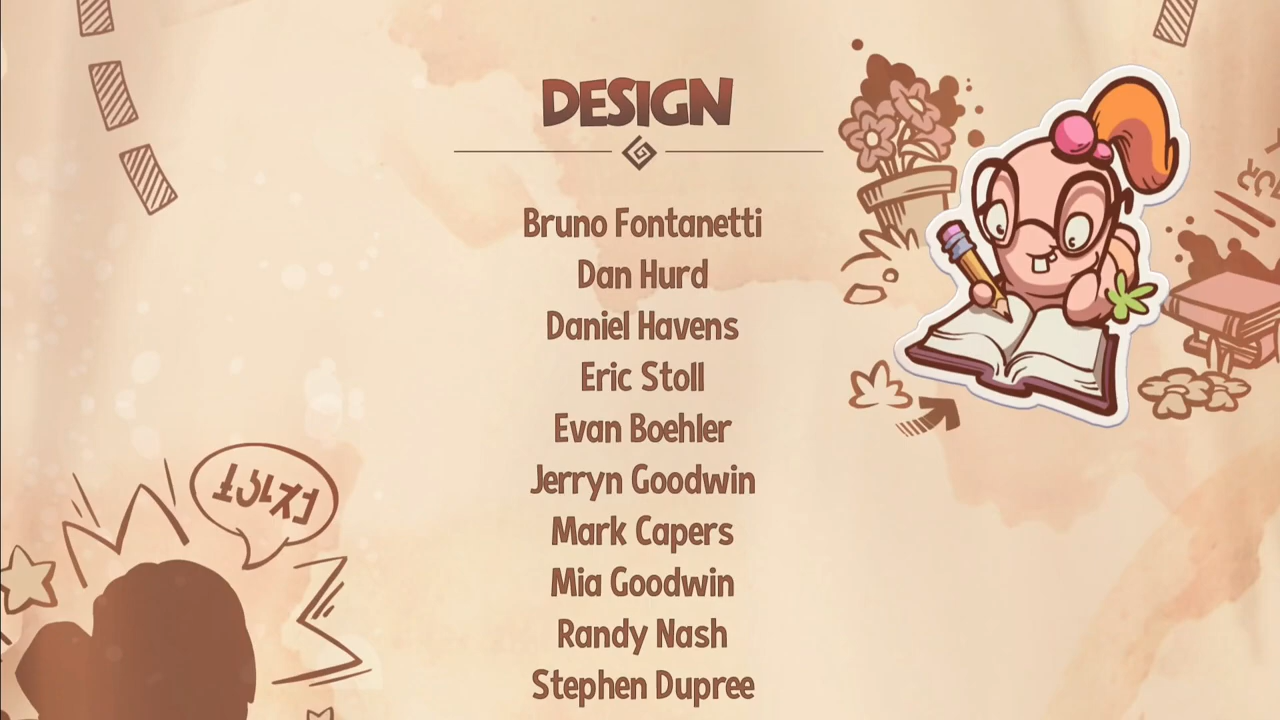 DESIGN
Bruno Fontanetti
Dan Hurd
Daniel Havens
Eric Stoll
Evan Boehler
Jerryn Goodwin
Mark Capers
Mia Goodwin
Randy Nash
Stephen Dupree